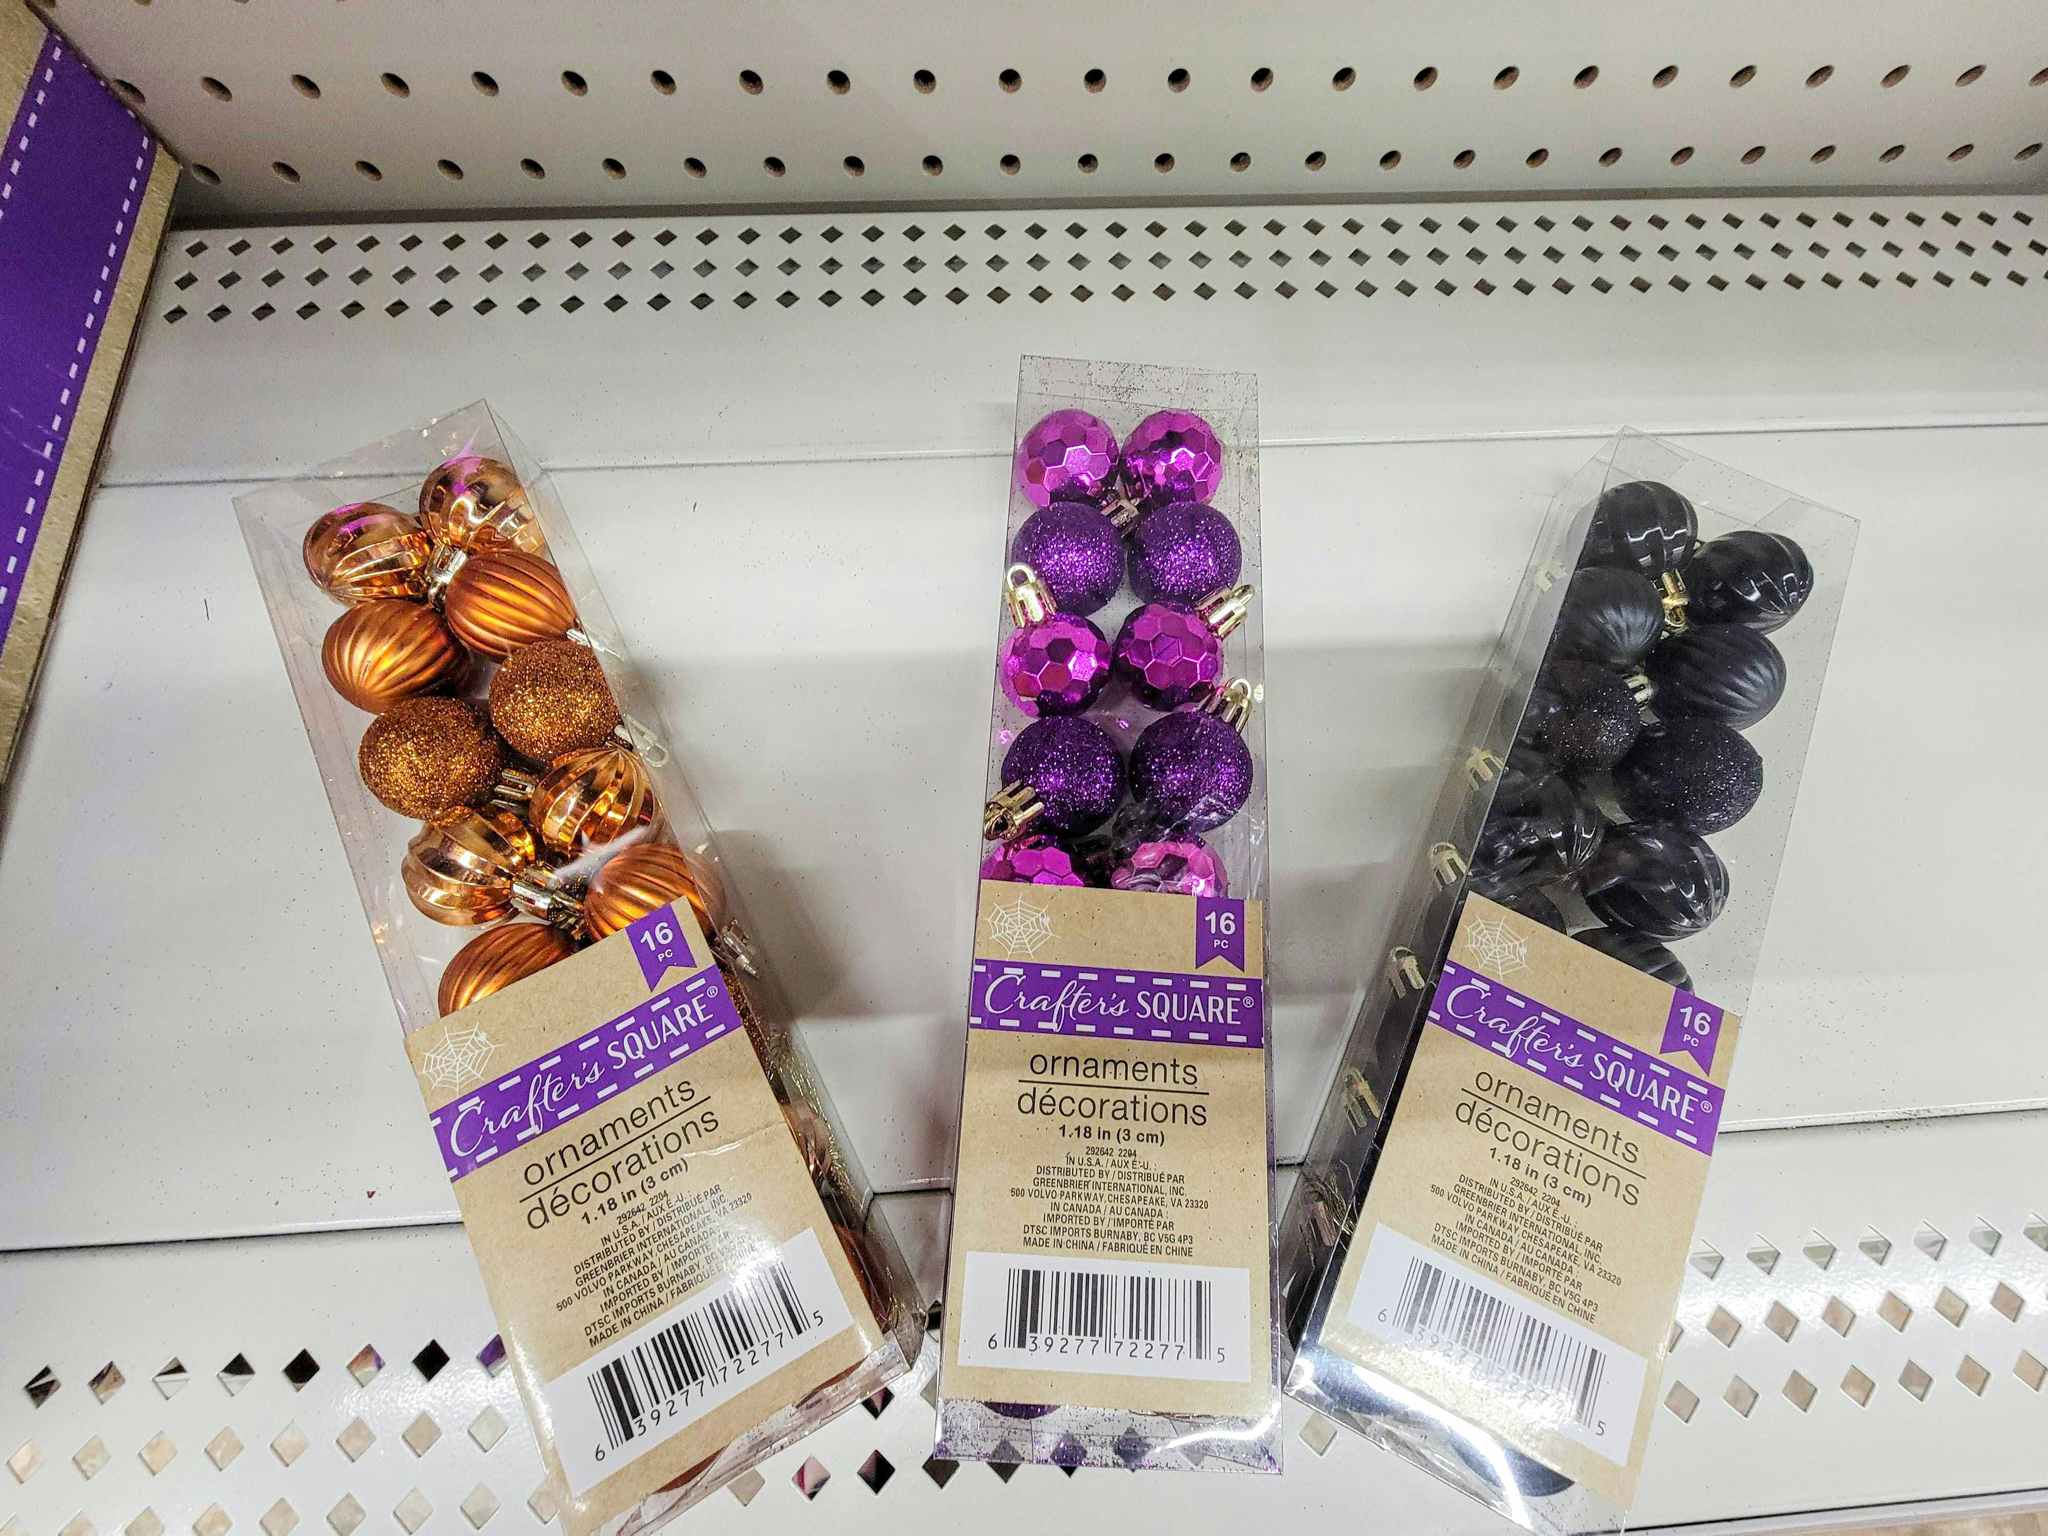 16
PC
Crafter's SQUARE®
ornaments
décorations
1.18 in (3 cm)
292642 2204
IN U.S.A. / AUX É.-U. :
DISTRIBUTED BY / DISTRIBUÉ PAR
GREENBRIER INTERNATIONAL, INC.
500 VOLVO PARKWAY, CHESAPEAKE, VA 23320
IN CANADA / AU CANADA :
IMPORTED BY / IMPORTÉ PAR
DTSC IMPORTS BURNABY, BC V5G 4P3
MADE IN CHINA / FABRIQUÉ EN CHINE
6 39277 72277 5
16
PC
Crafter's SQUARE®
ornaments
décorations
1.18 in (3 cm)
292642 2204
IN U.S.A. / AUX É.-U. :
DISTRIBUTED BY / DISTRIBUÉ PAR
GREENBRIER INTERNATIONAL, INC.
500 VOLVO PARKWAY, CHESAPEAKE, VA 23320
IN CANADA / AU CANADA :
IMPORTED BY / IMPORTÉ PAR
DTSC IMPORTS BURNABY, BC V5G 4P3
MADE IN CHINA / FABRIQUÉ EN CHINE
6 39277 72277 5
16
PC
Crafter's SQUARE®
ornaments
décorations
1.18 in (3 cm)
292642 2204
IN U.S.A. / AUX É.-U. :
DISTRIBUTED BY / DISTRIBUÉ PAR
GREENBRIER INTERNATIONAL, INC.
500 VOLVO PARKWAY, CHESAPEAKE, VA 23320
IN CANADA / AU CANADA :
IMPORTED BY / IMPORTÉ PAR
DTSC IMPORTS BURNABY, BC V5G 4P3
MADE IN CHINA / FABRIQUÉ EN CHINE
6 39277 72277 5